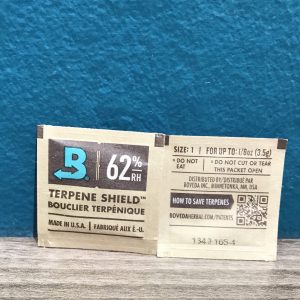 B
62%
RH
TERPENE SHIELD™
BOUCLIER TERPÉNIQUE
MADE IN U.S.A. | FABRIQUÉ AUX É.-U.
SIZE: 1 | FOR UP TO: 1/8oz (3.5g)
• DO NOT EAT
• DO NOT CUT OR TEAR THIS PACKET OPEN
DISTRIBUTED BY/DISTRIBUÉ PAR
BOVEDA INC. MINNETONKA, MN, USA
HOW TO SAVE TERPENES
BOVEDAHERBAL.COM/PATENTS